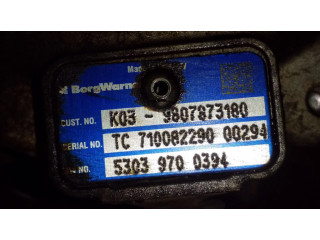 BorgWarner
CUST. NO. K03 - 9807873180
SERIAL NO. TC 710082290 00294
NO. 5303 970 0394